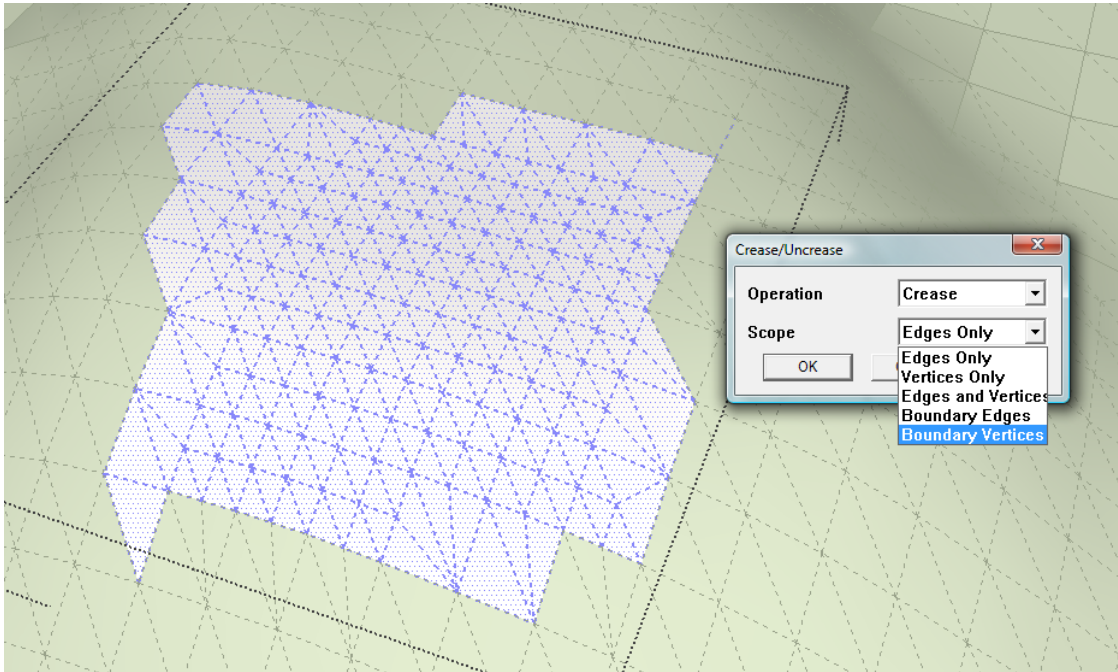 Crease/Uncrease
Operation
Crease
Scope
Edges Only
OK
Edges Only
Vertices Only
Edges and Vertices
Boundary Edges
Boundary Vertices